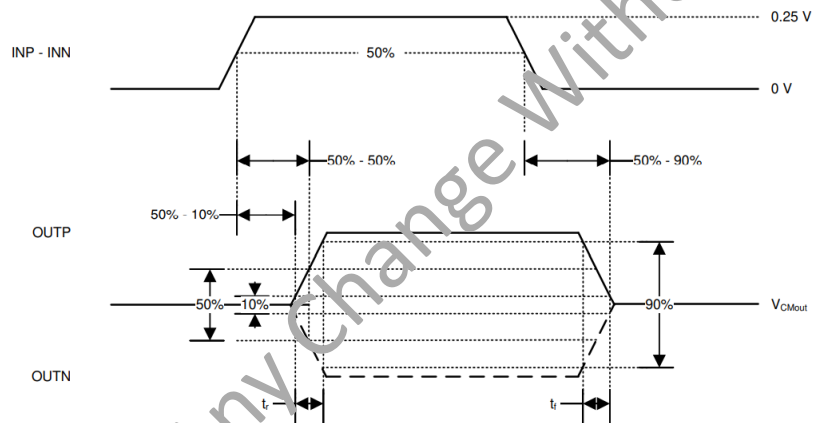 0.25 V
INP - INN
50%
0 V
50% - 50%
50% - 90%
50% - 10%
OUTP
50%
10%
90%
VCMout
OUTN
tr
tf
ny Change With